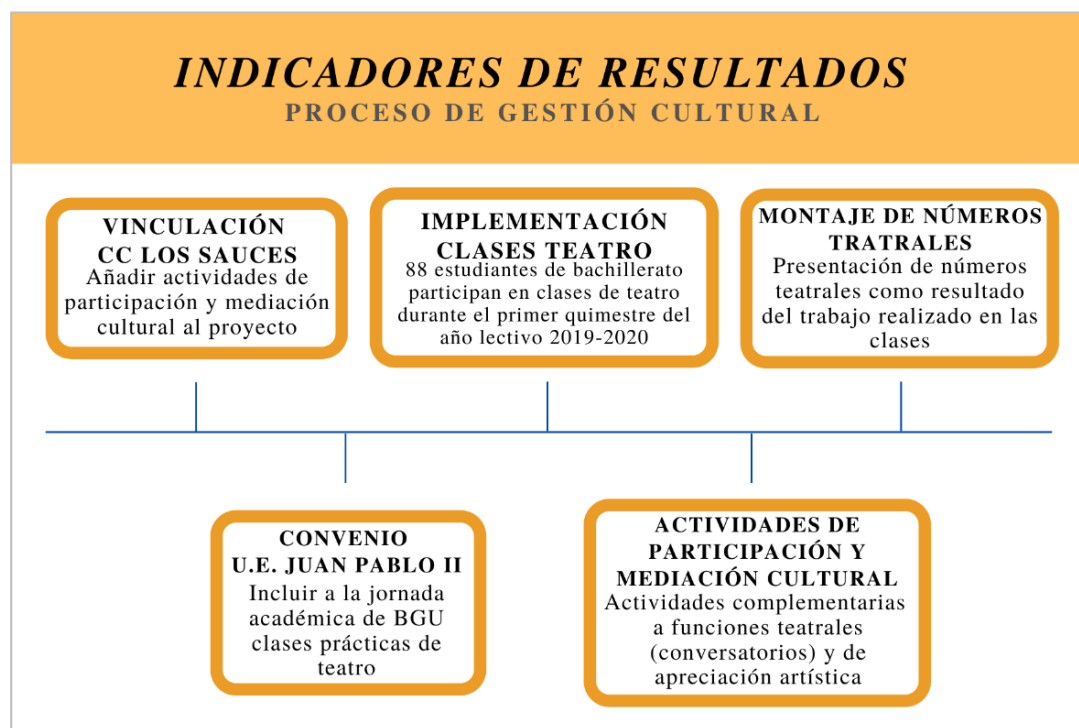 INDICADORES DE RESULTADOS
PROCESO DE GESTIÓN CULTURAL
VINCULACIÓN
CC LOS SAUCES
Añadir actividades de
participación y mediación
cultural al proyecto
IMPLEMENTACIÓN
CLASES TEATRO
88 estudiantes de bachillerato
participan en clases de teatro
durante el primer quimestre del
año lectivo 2019-2020
MONTAJE DE NÚMEROS
TRATRALES
Presentación de números
teatrales como resultado
del trabajo realizado en las
clases
CONVENIO
U.E. JUAN PABLO II
Incluir a la jornada
académica de BGU
clases prácticas de
teatro
ACTIVIDADES DE
PARTICIPACIÓN Y
MEDIACIÓN CULTURAL
Actividades complementarias
a funciones teatrales
(conversatorios) y de
apreciación artística